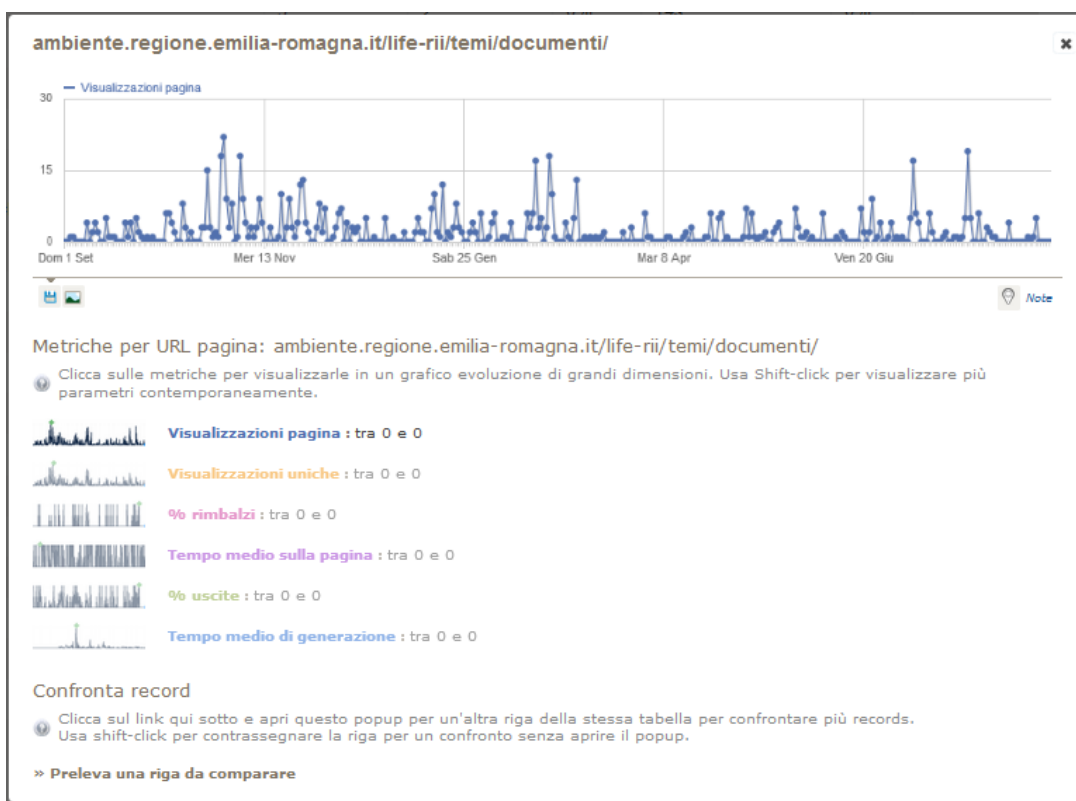 ambiente.regione.emilia-romagna.it/life-rii/temi/documenti/
Visualizzazioni pagina
30
15
0
0
Dom 1 Set
Mer 13 Nov
Sab 25 Gen
Mar 8 Apr
Ven 20 Giu
Note
Metriche per URL pagina: ambiente.regione.emilia-romagna.it/life-rii/temi/documenti/
Clicca sulle metriche per visualizzarle in un grafico evoluzione di grandi dimensioni. Usa Shift-click per visualizzare più
parametri contemporaneamente.
Visualizzazioni pagina : tra 0 e 0
Visualizzazioni uniche : tra 0 e 0
% rimbalzi : tra 0 e 0
Tempo medio sulla pagina : tra 0 e 0
% uscite : tra 0 e 0
Tempo medio di generazione : tra 0 e 0
Confronta record
Clicca sul link qui sotto e apri questo popup per un'altra riga della stessa tabella per confrontare più records.
Usa shift-click per contrassegnare la riga per un confronto senza aprire il popup.
» Preleva una riga da comparare